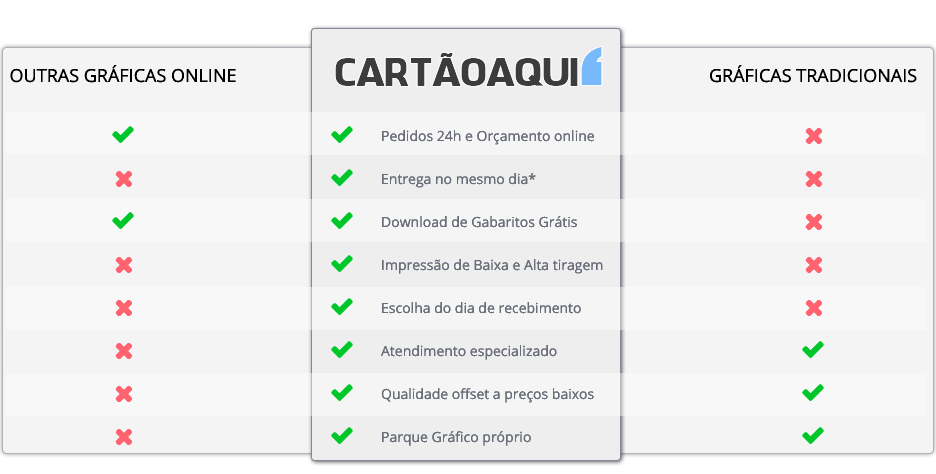 OUTRAS GRÁFICAS ONLINE
CARTÃOAQUI
GRÁFICAS TRADICIONAIS
Pedidos 24h e Orçamento online
Entrega no mesmo dia*
Download de Gabaritos Grátis
Impressão de Baixa e Alta tiragem
Escolha do dia de recebimento
Atendimento especializado
Qualidade offset a preços baixos
Parque Gráfico próprio